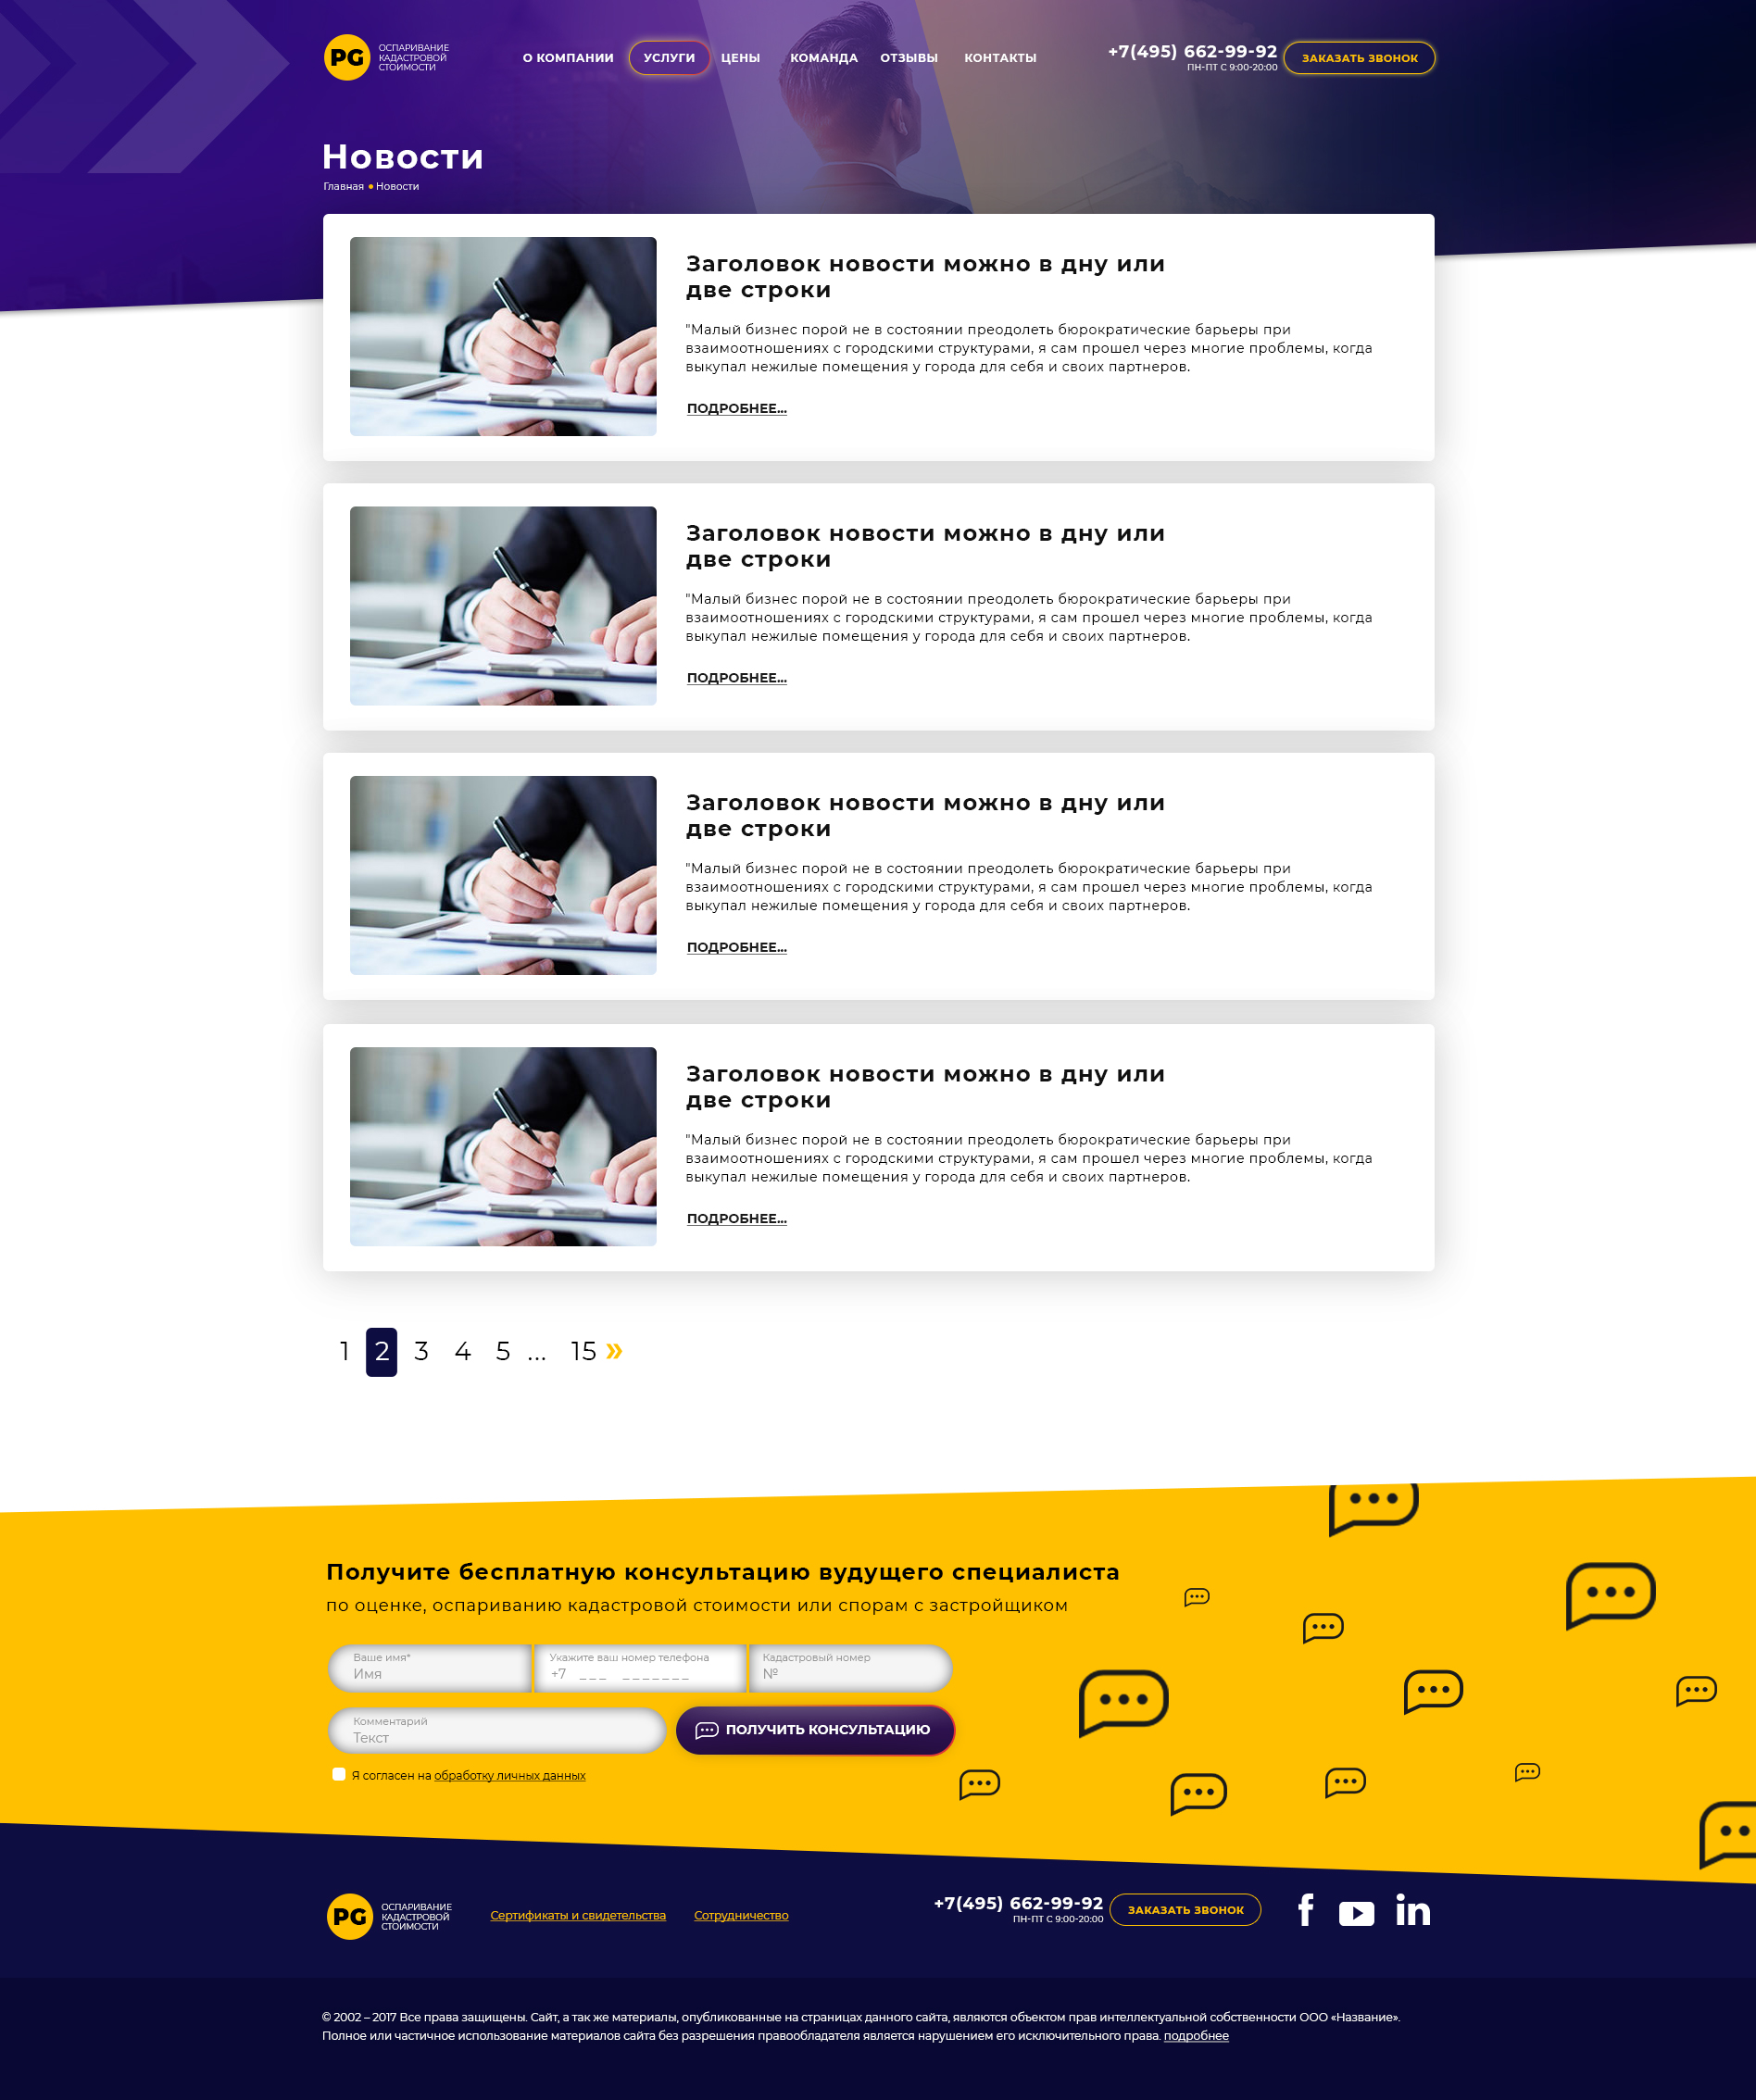 PG
ОСПАРИВАНИЕ
КАДАСТРОВОЙ
СТОИМОСТИ
О КОМПАНИИ УСЛУГИ ЦЕНЫ КОМАНДА ОТЗЫВЫ КОНТАКТЫ
+7(495) 662-99-92
ПН-ПТ С 9:00-20:00
ЗАКАЗАТЬ ЗВОНОК
Новости
Главная • Новости
Заголовок новости можно в дну или
две строки
"Малый бизнес порой не в состоянии преодолеть бюрократические барьеры при
взаимоотношениях с городскими структурами, я сам прошел через многие проблемы, когда
выкупал нежилые помещения у города для себя и своих партнеров.
ПОДРОБНЕЕ...
Заголовок новости можно в дну или
две строки
"Малый бизнес порой не в состоянии преодолеть бюрократические барьеры при
взаимоотношениях с городскими структурами, я сам прошел через многие проблемы, когда
выкупал нежилые помещения у города для себя и своих партнеров.
ПОДРОБНЕЕ...
Заголовок новости можно в дну или
две строки
"Малый бизнес порой не в состоянии преодолеть бюрократические барьеры при
взаимоотношениях с городскими структурами, я сам прошел через многие проблемы, когда
выкупал нежилые помещения у города для себя и своих партнеров.
ПОДРОБНЕЕ...
Заголовок новости можно в дну или
две строки
"Малый бизнес порой не в состоянии преодолеть бюрократические барьеры при
взаимоотношениях с городскими структурами, я сам прошел через многие проблемы, когда
выкупал нежилые помещения у города для себя и своих партнеров.
ПОДРОБНЕЕ...
1 2 3 4 5 ... 15 »
Получите бесплатную консультацию вудущего специалиста
по оценке, оспариванию кадастровой стоимости или спорам с застройщиком
Ваше имя*
Имя
Укажите ваш номер телефона
+7 _ _ _ _ _ _ _ _ _ _
Кадастровый номер
№
Комментарий
Текст
ПОЛУЧИТЬ КОНСУЛЬТАЦИЮ
Я согласен на обработку личных данных
PG
ОСПАРИВАНИЕ
КАДАСТРОВОЙ
СТОИМОСТИ
Сертификаты и свидетельства Сотрудничество
+7(495) 662-99-92
ПН-ПТ С 9:00-20:00
ЗАКАЗАТЬ ЗВОНОК
f in
© 2002 – 2017 Все права защищены. Сайт, а так же материалы, опубликованные на страницах данного сайта, являются объектом прав интеллектуальной собственности ООО «Название».
Полное или частичное использование материалов сайта без разрешения правообладателя является нарушением его исключительного права. подробнее